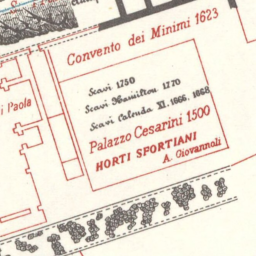 Convento dei Minimi 1623
Scavi 1750
Scavi Hamilton 1770
Scavi Calenda XI. 1866, 1868
Palazzo Cesarini 1500
HORTI SPORTIANI
A. Giovannoli
i Paola